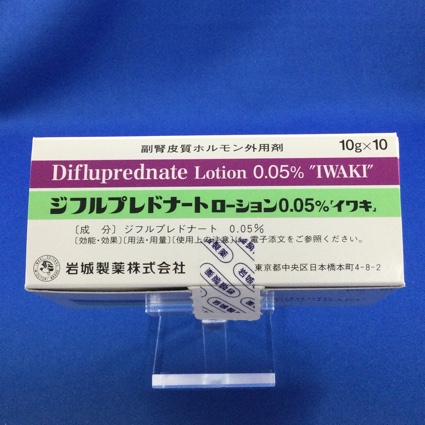 副腎皮質ホルモン外用剤
10g×10
Difluprednate Lotion 0.05% "IWAKI"
ジフルプレドナートローション0.05%「イワキ」
〔成 分〕ジフルプレドナート 0.05%
〔効能・効果〕〔用法・用量〕〔使用上の注意〕は、電子添文をご参照ください。
岩城製薬株式会社
東京都中央区日本橋本町4-8-2
岩城製薬